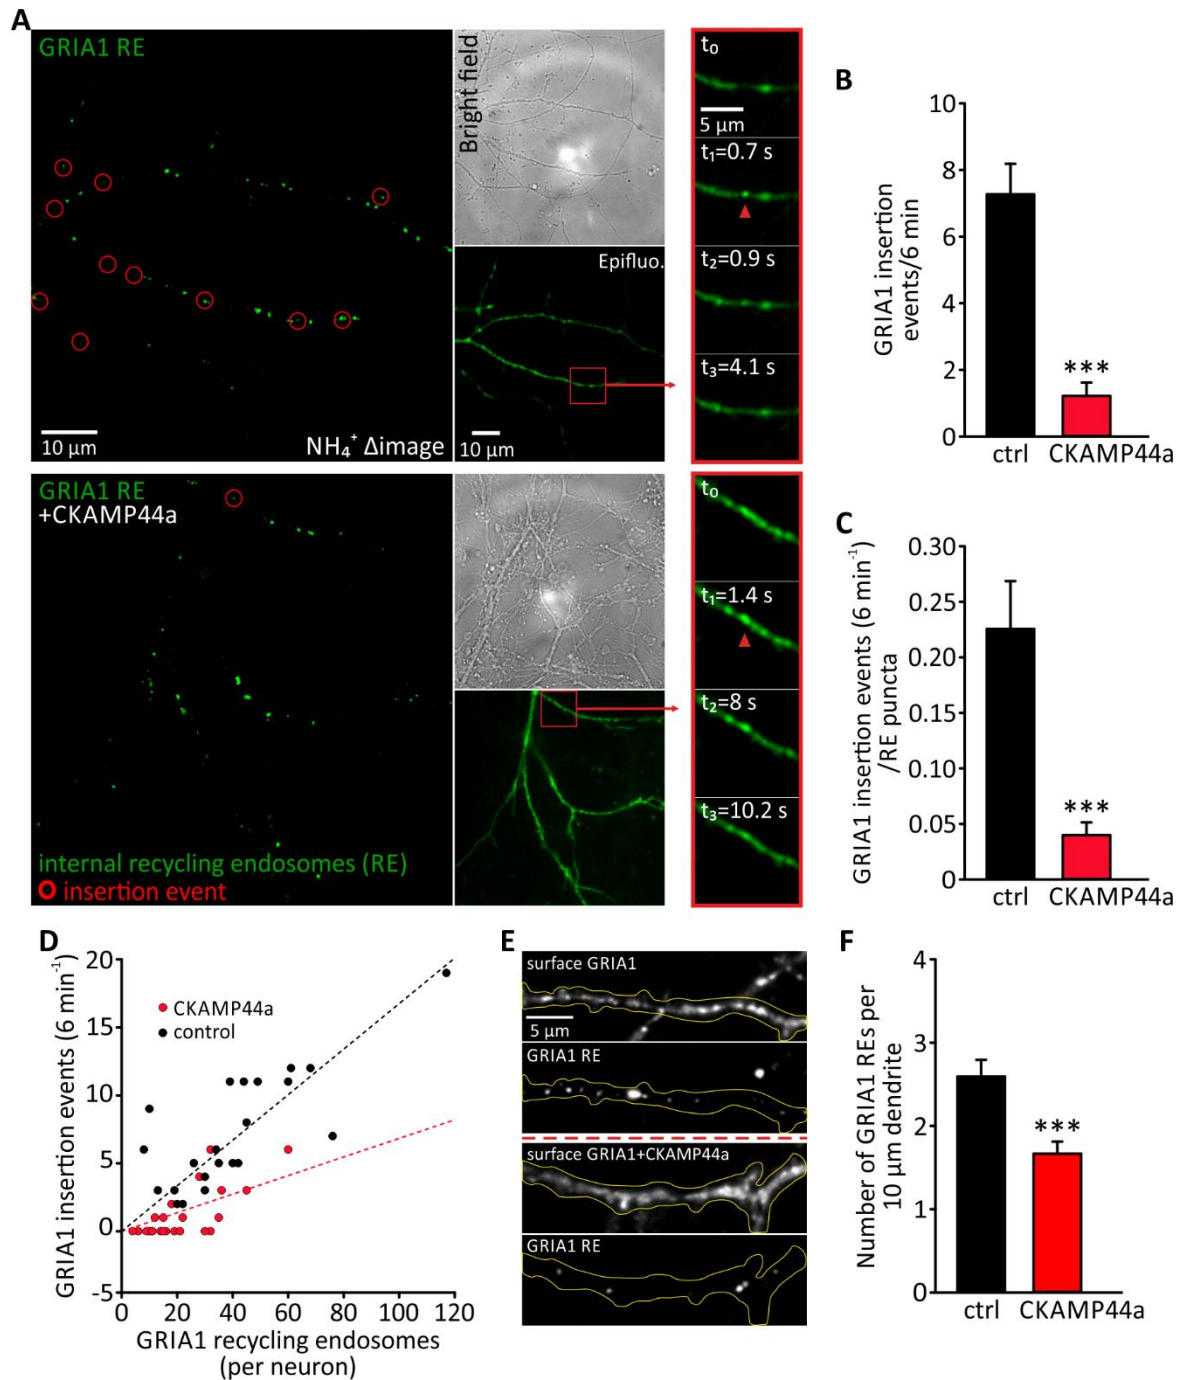 A
GRIA1 RE
10 µm
NH₄⁺ Δimage
Bright field
Epifluo.
10 µm
t₀
5 µm
t₁=0.7 s
t₂=0.9 s
t₃=4.1 s
GRIA1 RE
+CKAMP44a
internal recycling endosomes (RE)
O insertion event
t₀
t₁=1.4 s
t₂=8 s
t₃=10.2 s
B
GRIA1 insertion
events/6 min
10
8
6
4
2
0
***
ctrl
CKAMP44a
C
GRIA1 insertion events (6 min⁻¹)
/RE puncta
0.30
0.25
0.20
0.15
0.10
0.05
0
***
ctrl
CKAMP44a
D
GRIA1 insertion events (6 min⁻¹)
20
15
10
5
0
-5
CKAMP44a
control
0 20 40 60 80 100 120
GRIA1 recycling endosomes
(per neuron)
E
surface GRIA1
5 µm
GRIA1 RE
surface GRIA1+CKAMP44a
GRIA1 RE
F
Number of GRIA1 REs per
10 µm dendrite
4
3
2
1
0
***
ctrl
CKAMP44a